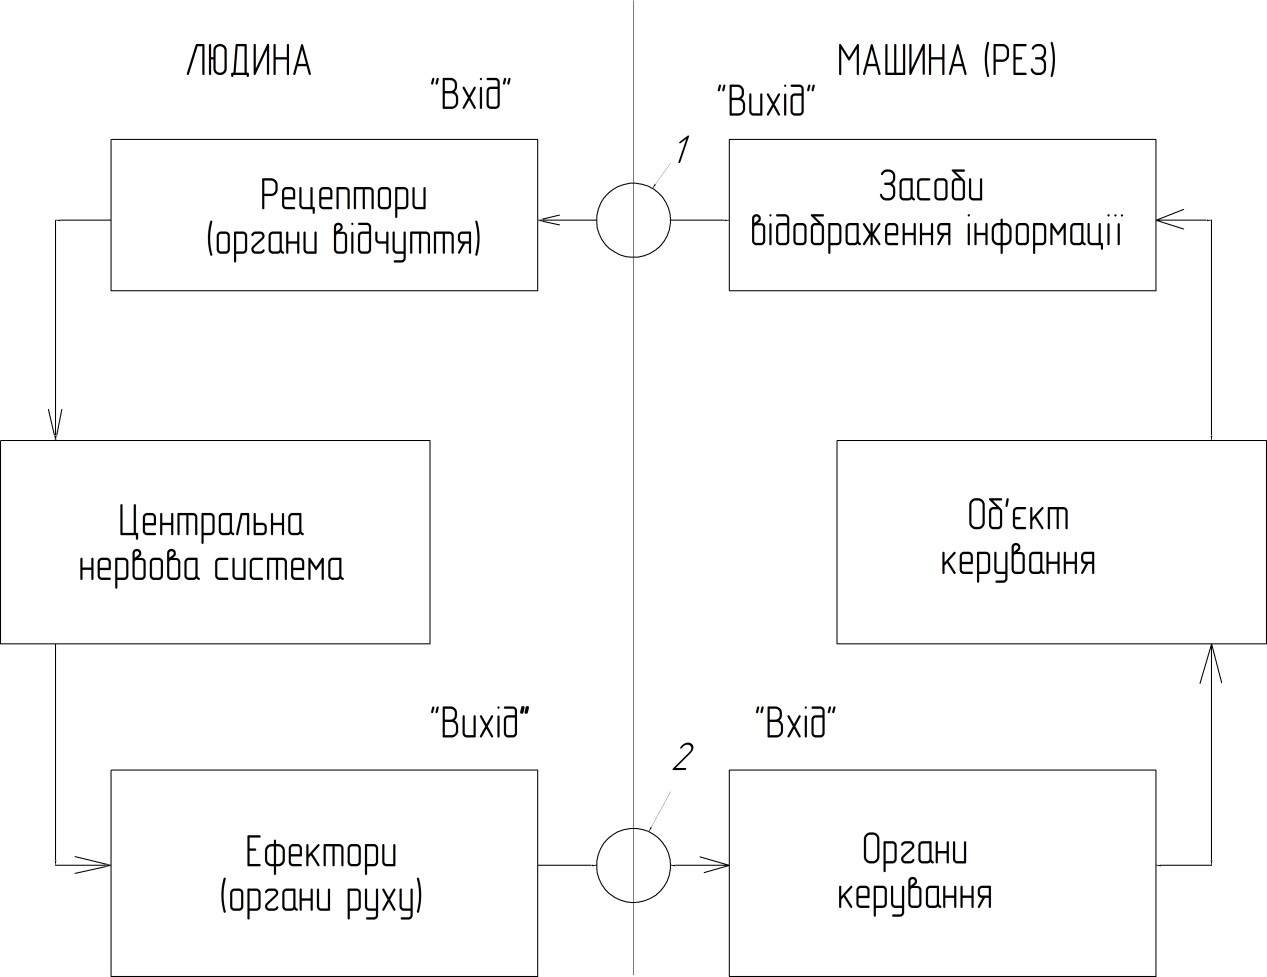 ЛЮДИНА
МАШИНА (РЕЗ)
"Вхід"
"Вихід"
1
Рецептори
(органи відчуття)
Засоби
відображення інформації
Центральна
нервова система
Об'єкт
керування
"Вихід"
"Вхід"
2
Ефектори
(органи руху)
Органи
керування